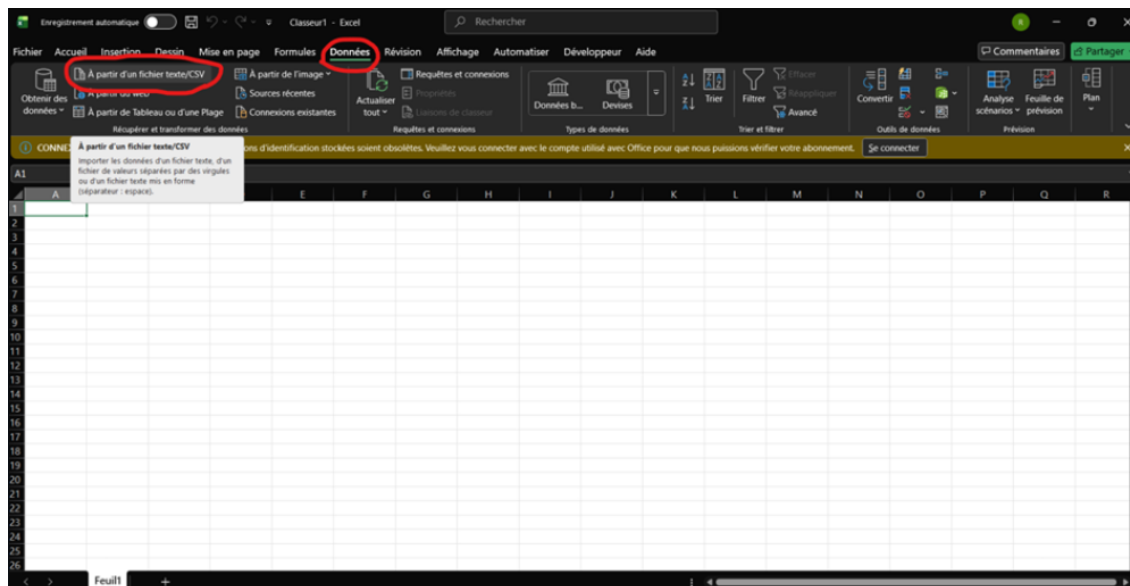 Enregistrement automatique Classeur1 - Excel Rechercher
Fichier Accueil Insertion Dessin Mise en page Formules Données Révision Affichage Automatiser Développeur Aide Commentaires Partager
Obtenir des données
À partir d'un fichier texte/CSV
À partir du web
À partir de Tableau ou d'une Plage
À partir de l'image
Sources récentes
Connexions existantes
Récupérer et transformer des données
Actualiser tout
Requêtes et connexions
Propriétés
Liaisons de classeur
Requêtes et connexions
Données b...
Devises
Types de données
Trier
Filtrer
Effacer
Réappliquer
Avancé
Trier et filtrer
Convertir
Outils de données
Analyse scénarios
Feuille de prévision
Prévision
Plan
CONNE
ons d'identification stockées soient obsolètes. Veuillez vous connecter avec le compte utilisé avec Office pour que nous puissions vérifier votre abonnement. Se connecter
À partir d'un fichier texte/CSV
Importer les données d'un fichier texte, d'un
fichier de valeurs séparées par des virgules
ou d'un fichier texte mis en forme
(séparateur : espace).
A1
A E F G H I J K L M N O P Q R
1
2
3
4
5
6
7
8
9
10
11
12
13
14
15
16
17
18
19
20
21
22
23
24
25
26
Feuil1